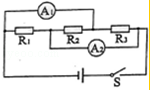 A₁
R₁ R₂ R₃
A₂
S